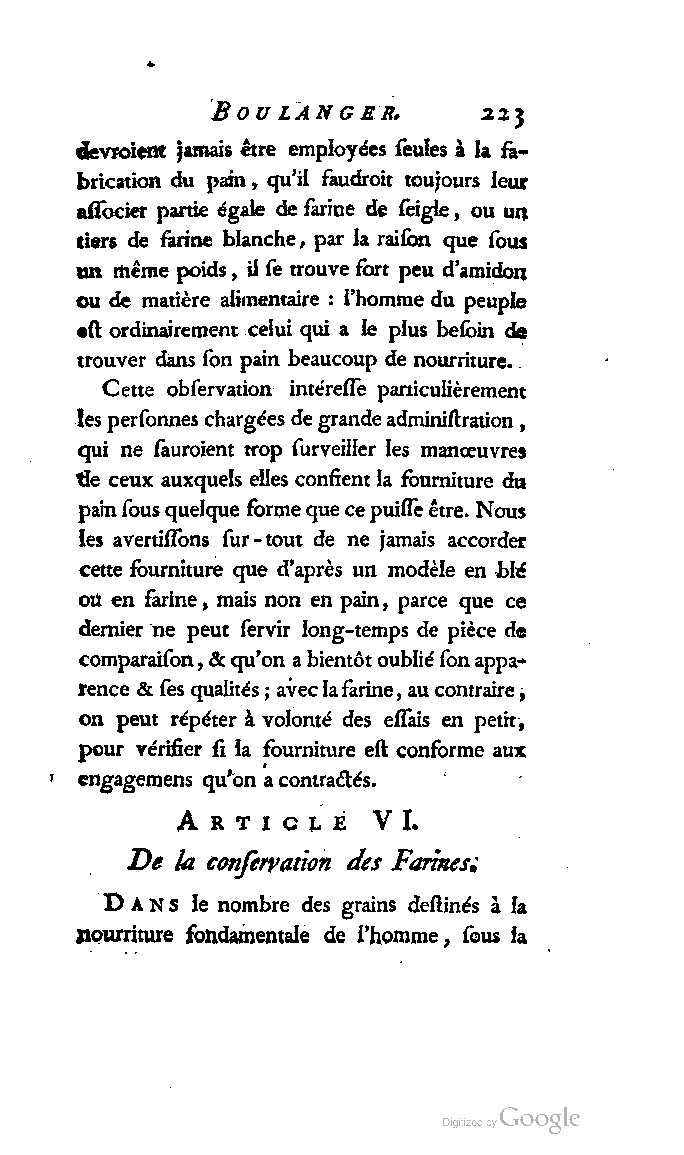 BOULANGER. 223
devroient jamais être employées ſeules à la fa-
brication du pain, qu'il faudroit toujours leur
aſſocier partie égale de farine de ſeigle, ou un
tiers de farine blanche, par la raiſon que ſous
un même poids, il ſe trouve fort peu d'amidon
ou de matière alimentaire : l'homme du peuple
eſt ordinairement celui qui a le plus beſoin de
trouver dans ſon pain beaucoup de nourriture.
Cette obſervation intéreſſe particulièrement
les perſonnes chargées de grande adminiſtration,
qui ne ſauroient trop ſurveiller les manœuvres
de ceux auxquels elles confient la fourniture du
pain ſous quelque forme que ce puiſſe être. Nous
les avertiſſons ſur-tout de ne jamais accorder
cette fourniture que d'après un modèle en blé
ou en farine, mais non en pain, parce que ce
dernier ne peut ſervir long-temps de pièce de
comparaiſon, & qu'on a bientôt oublié ſon appa-
rence & ſes qualités ; avec la farine, au contraire,
on peut répéter à volonté des eſſais en petit,
pour vérifier ſi la fourniture eſt conforme aux
engagemens qu'on a contractés.
ARTICLE VI.
De la conſervation des Farines.
DANS le nombre des grains deſtinés à la
nourriture fondamentale de l'homme, ſous la
Digitized by Google